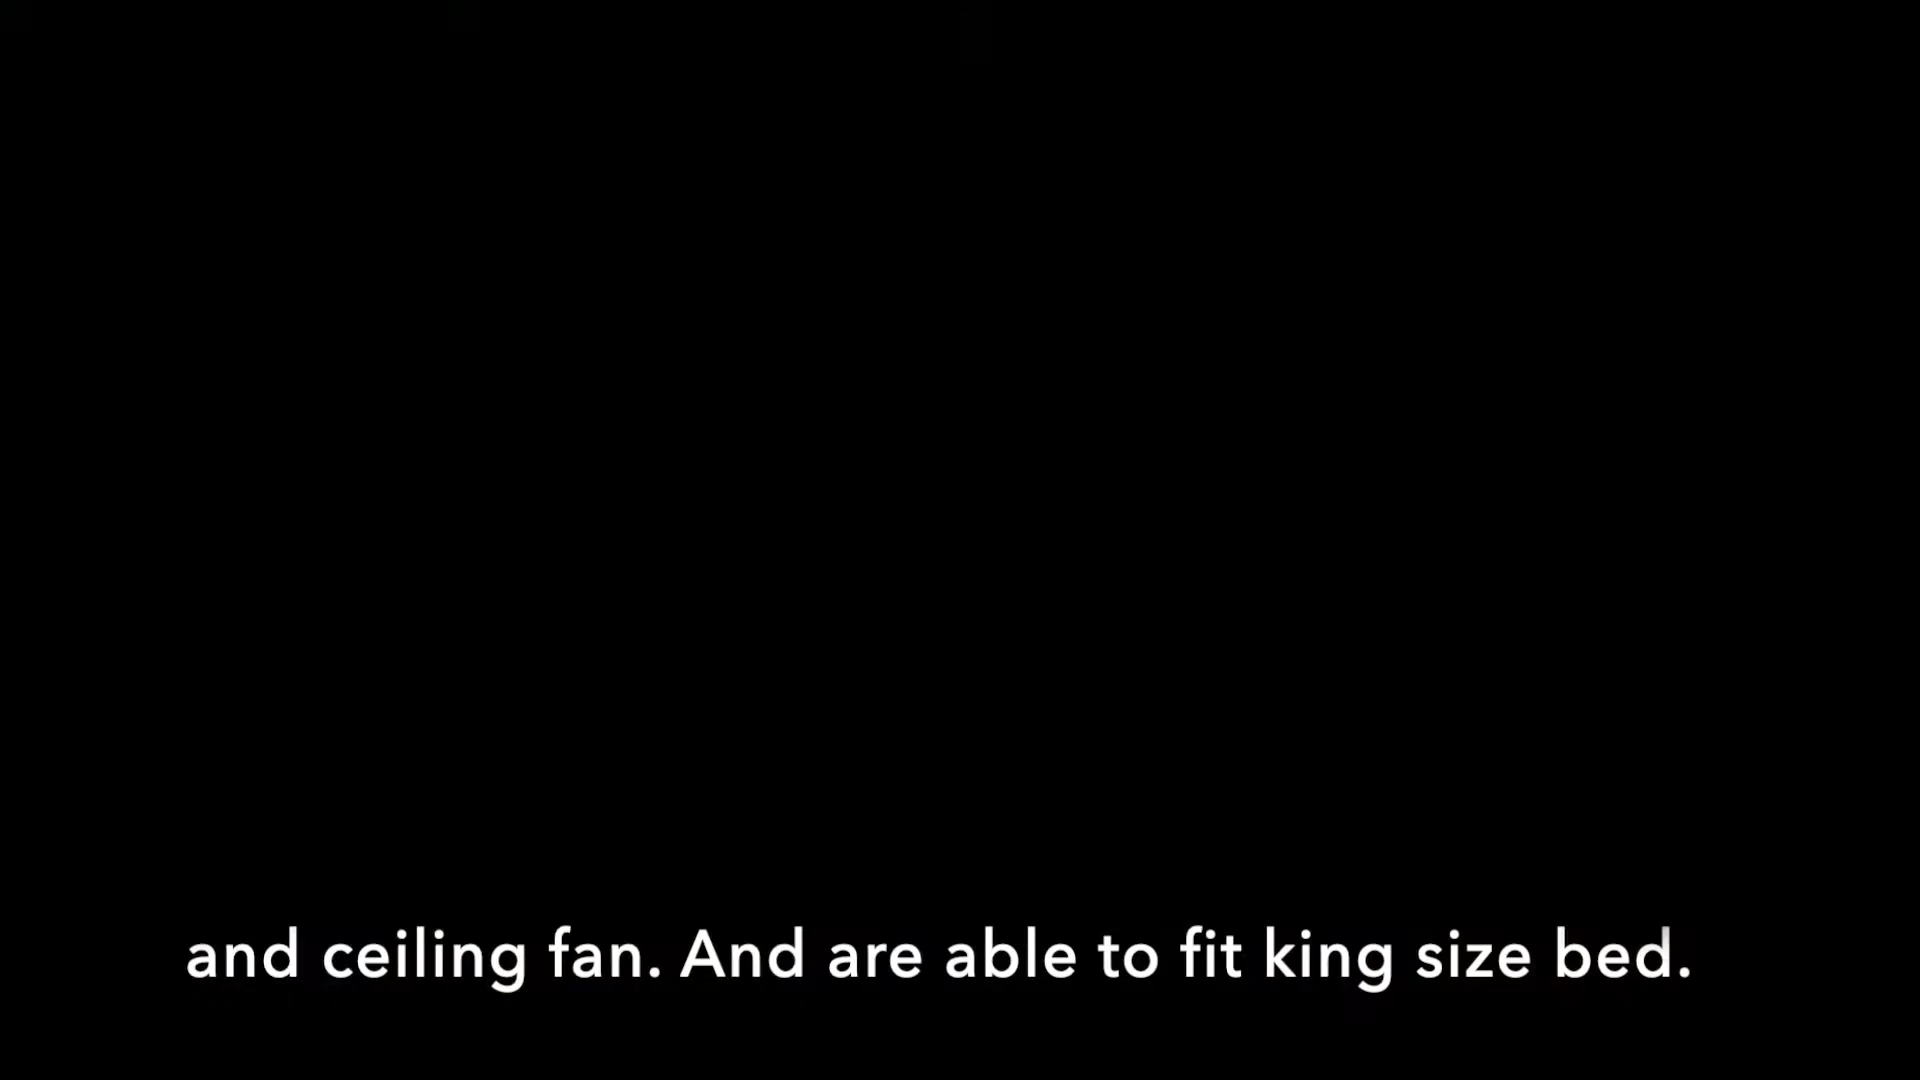 and ceiling fan. And are able to fit king size bed.